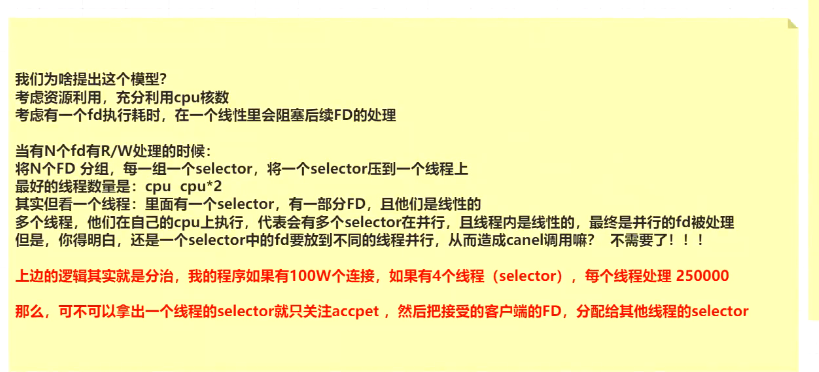 我们为啥提出这个模型？
考虑资源利用，充分利用cpu核数
考虑有一个fd执行耗时，在一个线性里会阻塞后续FD的处理
当有N个fd有R/W处理的时候：
将N个FD 分组，每一组一个selector，将一个selector压到一个线程上
最好的线程数量是：cpu  cpu*2
其实但看一个线程：里面有一个selector，有一部分FD，且他们是线性的
多个线程，他们在自己的cpu上执行，代表会有多个selector在并行，且线程内是线性的，最终是并行的fd被处理
但是，你得明白，还是一个selector中的fd要放到不同的线程并行，从而造成canel调用嘛？  不需要了！！！
上边的逻辑其实就是分治，我的程序如果有100W个连接，如果有4个线程（selector），每个线程处理 250000
那么，可不可以拿出一个线程的selector就只关注accpet ，然后把接受的客户端的FD，分配给其他线程的selector